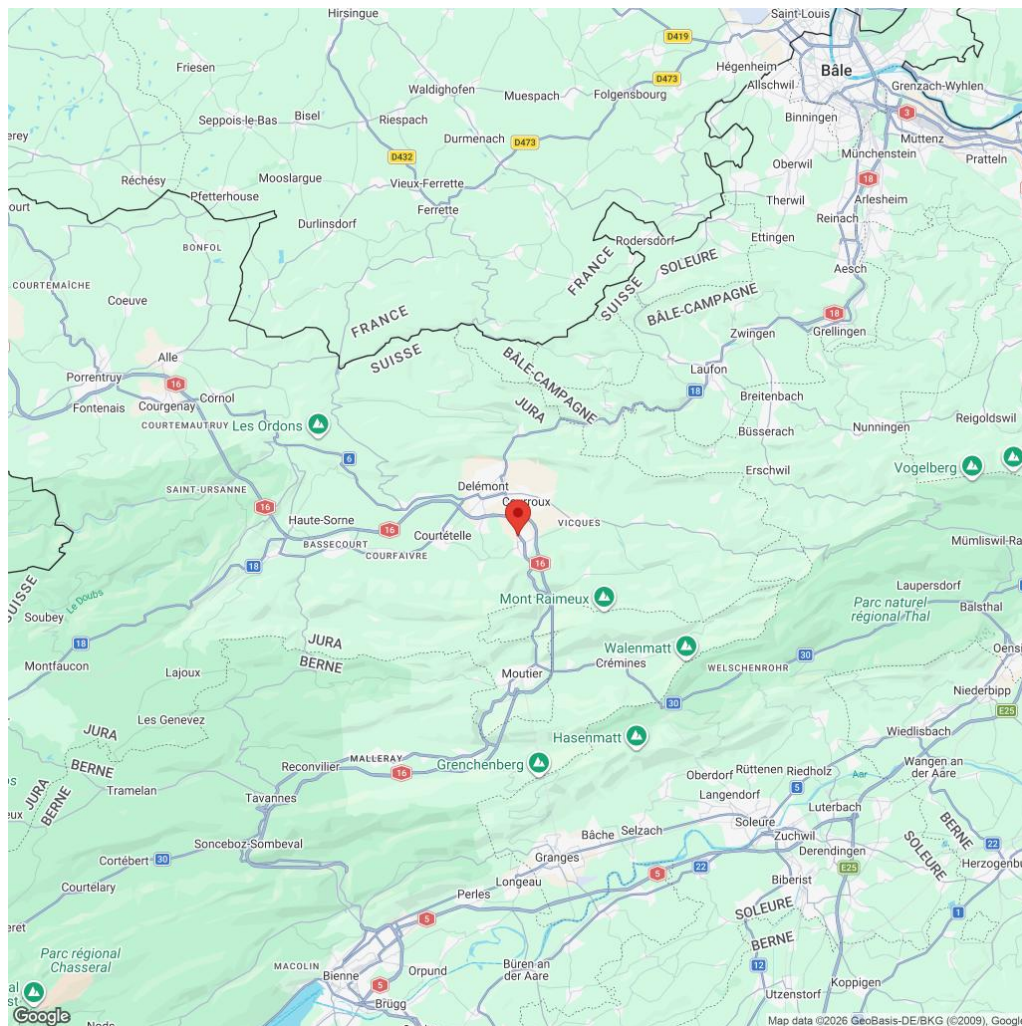 Hirsingue
Saint-Louis
D419
Friesen
Hégenheim
Bâle
D473
Waldighofen
Muespach
Folgensbourg
Allschwil
Grenzach-Wyhlen
Seppois-le-Bas
Bisel
Riespach
Binningen
3
Durmenach
D473
Muttenz
D432
Münchenstein
Pratteln
Oberwil
Réchésy
Mooslargue
Vieux-Ferrette
18
Pfetterhouse
Therwil
Arlesheim
Ferrette
Reinach
Durlinsdorf
Ettingen
Rodersdorf
BONFOL
SOLEURE
FRANCE
SUISSE
Aesch
COURTEMAÎCHE
Coeuve
BÂLE-CAMPAGNE
FRANCE
SUISSE
18
Zwingen
Grellingen
Alle
BÂLE-CAMPAGNE
JURA
Laufon
Porrentruy
16
18
Breitenbach
Fontenais
Courgenay
Cornol
COURTEMAUTRUY
Les Ordons
Büsserach
Nunningen
Reigoldswil
6
Erschwil
Vogelberg
Delémont
SAINT-URSANNE
16
Courroux
Haute-Sorne
16
VICQUES
Courtételle
BASSECOURT
COURFAIVRE
18
16
SUISSE
Le Doubs
Mont Raimeux
Laupersdorf
Soubey
Parc naturel
régional Thal
Balsthal
18
JURA
BERNE
Walenmatt
30
Montfaucon
Lajoux
Moutier
Crémines
WELSCHENROHR
30
Niederbipp
E25
Les Genevez
JURA
BERNE
Hasenmatt
Wiedlisbach
MALLERAY
Grenchenberg
Reconvilier
16
Wangen an
der Aare
Oberdorf
Rüttenen
Riedholz
Aar
JURA
BERNE
Tramelan
Tavannes
5
Langendorf
Luterbach
Soleure
Bâche
Selzach
Zuchwil
BERNE
SOLEURE
22
Sonceboz-Sombeval
Derendingen
Cortébert
30
Granges
22
E25
5
Courtelary
Longeau
Biberist
Perles
SOLEURE
BERNE
1
5
Parc régional
Chasseral
MACOLIN
Orpund
Büren an
der Aare
12
Bienne
5
Koppigen
Brügg
Utzenstorf
Google
Map data ©2026 GeoBasis-DE/BKG (©2009), Google